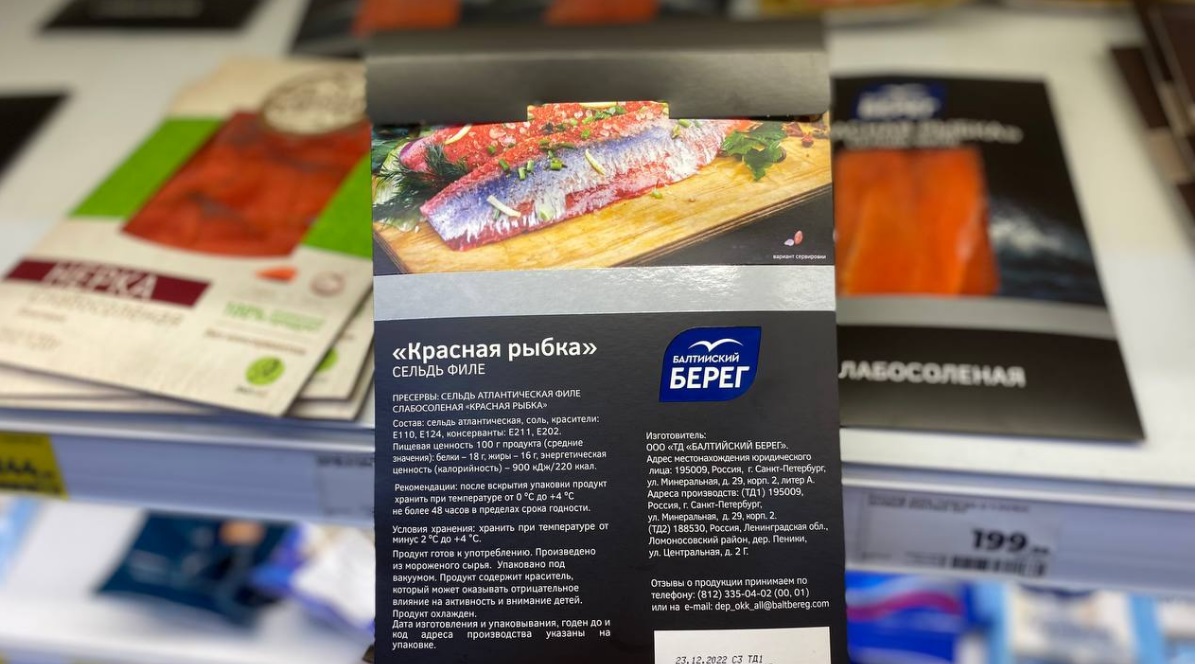 вариант сервировки
«Красная рыбка»
СЕЛЬДЬ ФИЛЕ
ПРЕСЕРВЫ: СЕЛЬДЬ АТЛАНТИЧЕСКАЯ ФИЛЕ
СЛАБОСОЛЕНАЯ «КРАСНАЯ РЫБКА»
Состав: сельдь атлантическая, соль, красители:
Е110, Е124, консерванты: Е211, Е202.
Пищевая ценность 100 г продукта (средние
значения): белки – 18 г, жиры – 16 г, энергетическая
ценность (калорийность) – 900 кДж/220 ккал.
Рекомендации: после вскрытия упаковки продукт
хранить при температуре от 0 °С до +4 °С
не более 48 часов в пределах срока годности.
Условия хранения: хранить при температуре от
минус 2 °С до +4 °С.
Продукт готов к употреблению. Произведено
из мороженого сырья. Упаковано под
вакуумом. Продукт содержит краситель,
который может оказывать отрицательное
влияние на активность и внимание детей.
Продукт охлажден.
Дата изготовления и упаковывания, годен до и
код адреса производства указаны на
упаковке.
БАЛТИЙСКИЙ
БЕРЕГ
Изготовитель:
ООО «ТД «БАЛТИЙСКИЙ БЕРЕГ».
Адрес местонахождения юридического
лица: 195009, Россия, г. Санкт-Петербург,
ул. Минеральная, д. 29, корп. 2, литер А.
Адреса производств: (ТД1) 195009,
Россия, г. Санкт-Петербург,
ул. Минеральная, д. 29, корп. 2.
(ТД2) 188530, Россия, Ленинградская обл.,
Ломоносовский район, дер. Пеники,
ул. Центральная, д. 2 Г.
Отзывы о продукции принимаем по
телефону: (812) 335-04-02 (00, 01)
или на e-mail: dep_okk_all@baltbereg.com
23.12.2022 С3 ТД1
НЕРКА
СЛАБОСОЛЕНАЯ
100%
БЕРЕГ
РЫБКА»
ЛАБОСОЛЕНАЯ
199